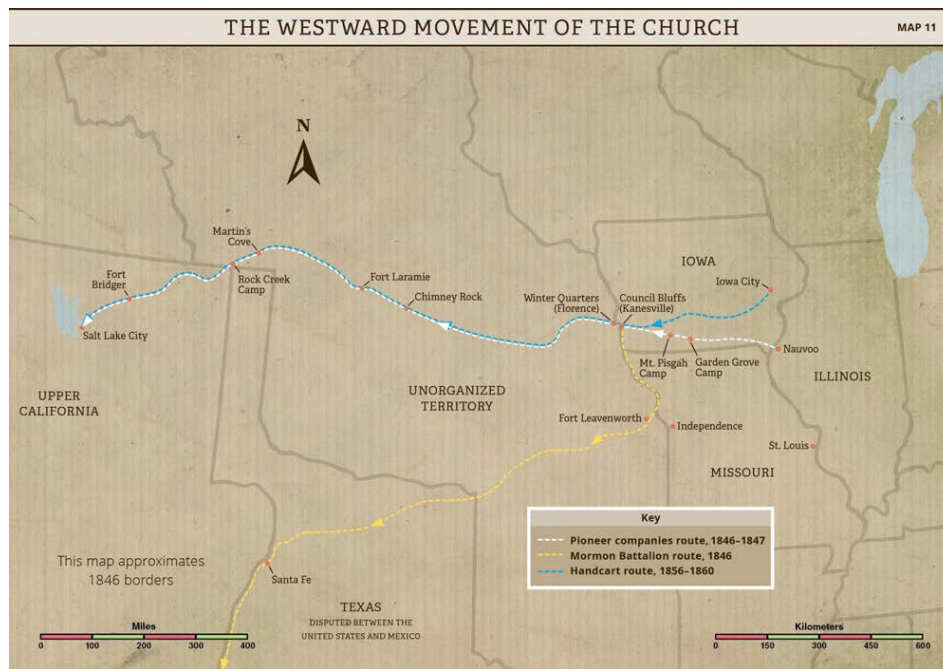 THE WESTWARD MOVEMENT OF THE CHURCH
MAP 11
N
Martin's
Cove
Rock Creek
Camp
Fort
Bridger
Salt Lake City
Fort Laramie
Chimney Rock
Winter Quarters
(Florence)
Council Bluffs
(Kanesville)
IOWA
Iowa City
Nauvoo
Mt. Pisgah
Camp
Garden Grove
Camp
ILLINOIS
UPPER
CALIFORNIA
UNORGANIZED
TERRITORY
Fort Leavenworth
Independence
St. Louis
MISSOURI
Key
Pioneer companies route, 1846–1847
Mormon Battalion route, 1846
Handcart route, 1856–1860
This map approximates
1846 borders
Santa Fe
TEXAS
DISPUTED BETWEEN THE
UNITED STATES AND MEXICO
Miles
0 100 200 300 400
Kilometers
0 150 300 450 600